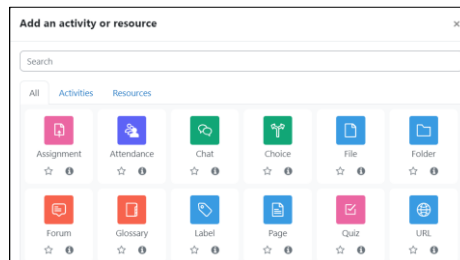 Add an activity or resource
Search
All Activities Resources
Assignment Attendance Chat Choice File Folder
Forum Glossary Label Page Quiz URL